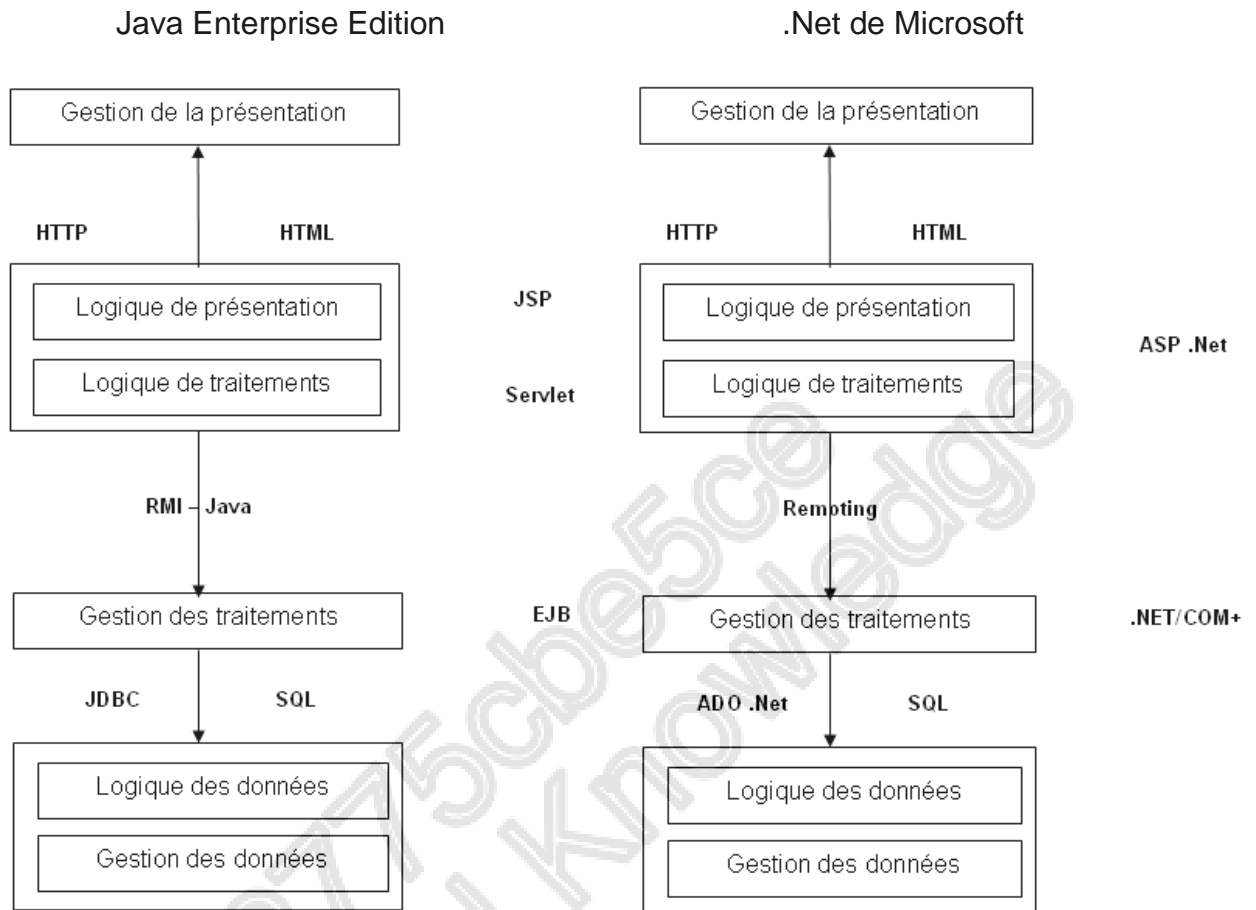 Java Enterprise Edition
.Net de Microsoft
Gestion de la présentation
Gestion de la présentation
HTTP HTML
HTTP HTML
Logique de présentation
JSP
Logique de présentation
ASP .Net
Logique de traitements
Servlet
Logique de traitements
RMI – Java
Remoting
Gestion des traitements
EJB
Gestion des traitements
.NET/COM+
JDBC SQL
ADO .Net SQL
Logique des données
Logique des données
Gestion des données
Gestion des données
775cbe5ce
Knowledge